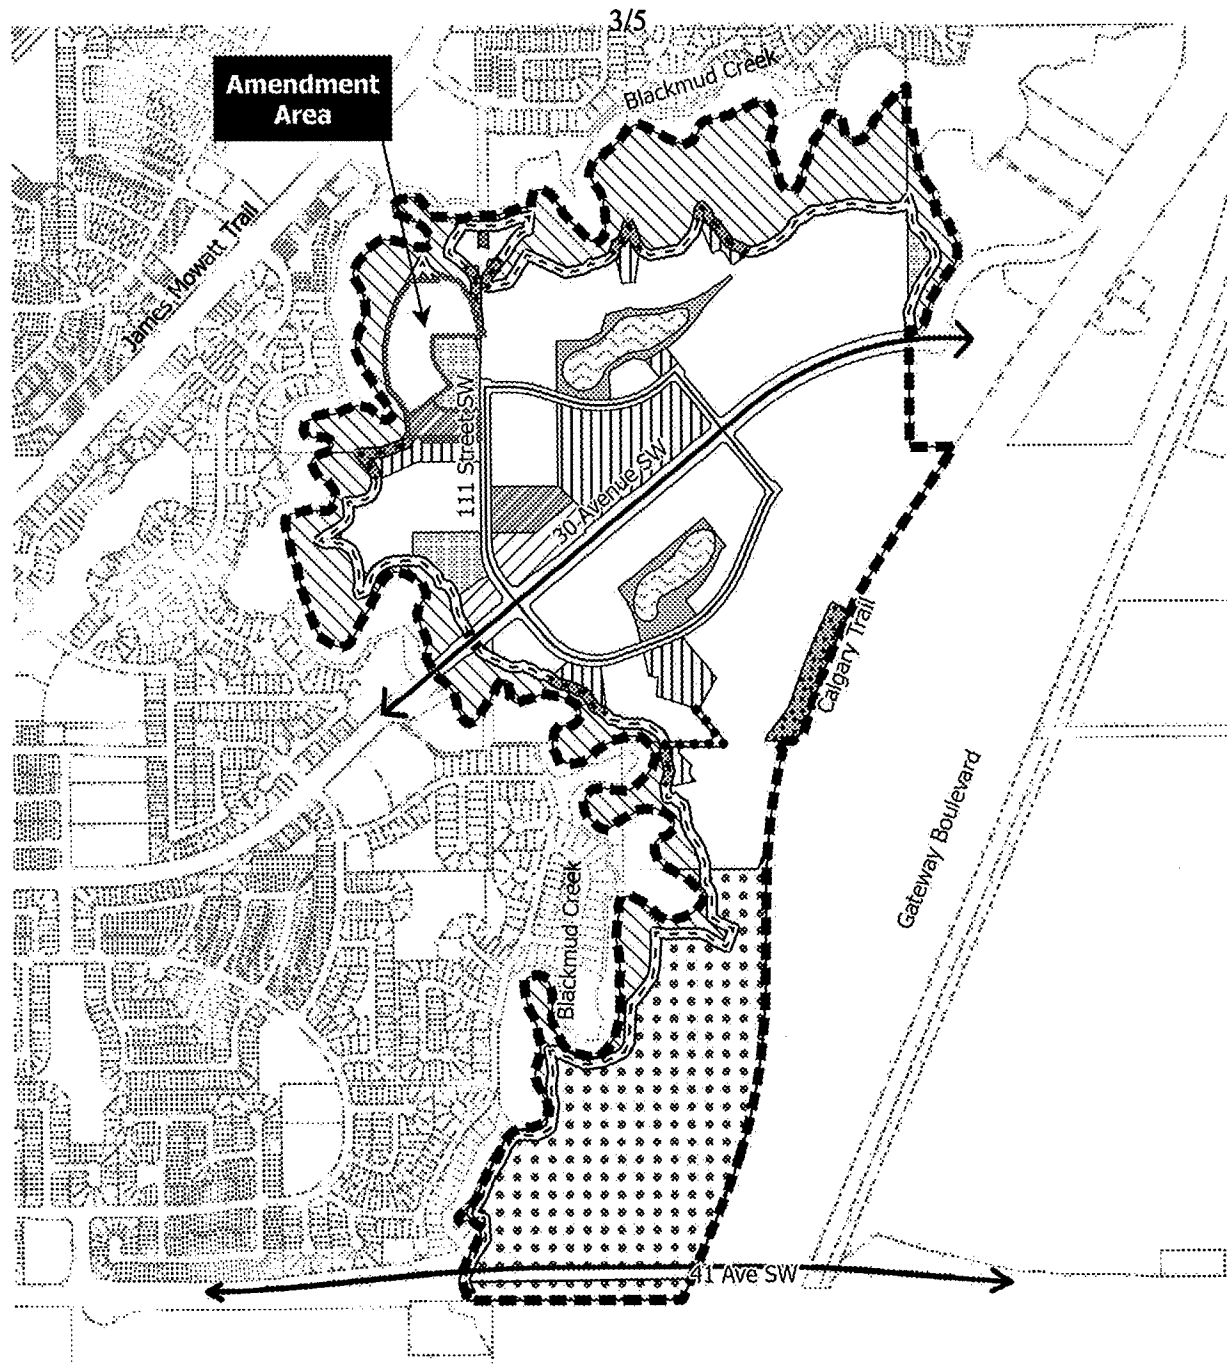 3/5
Amendment
Area
Blackmud Creek
James Mowatt Trail
111 Street SW
30 Avenue SW
Calgary Trail
Gateway Boulevard
Blackmud Creek
41 Ave SW